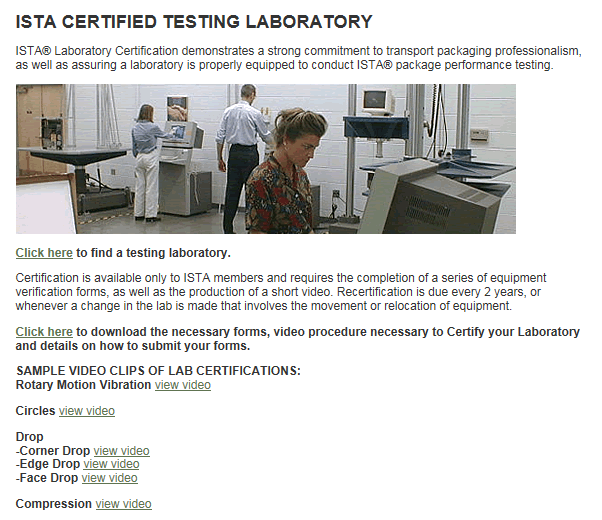 ISTA CERTIFIED TESTING LABORATORY
ISTA® Laboratory Certification demonstrates a strong commitment to transport packaging professionalism,
as well as assuring a laboratory is properly equipped to conduct ISTA® package performance testing.
Click here to find a testing laboratory.
Certification is available only to ISTA members and requires the completion of a series of equipment
verification forms, as well as the production of a short video. Recertification is due every 2 years, or
whenever a change in the lab is made that involves the movement or relocation of equipment.
Click here to download the necessary forms, video procedure necessary to Certify your Laboratory
and details on how to submit your forms.
SAMPLE VIDEO CLIPS OF LAB CERTIFICATIONS:
Rotary Motion Vibration view video
Circles view video
Drop
-Corner Drop view video
-Edge Drop view video
-Face Drop view video
Compression view video